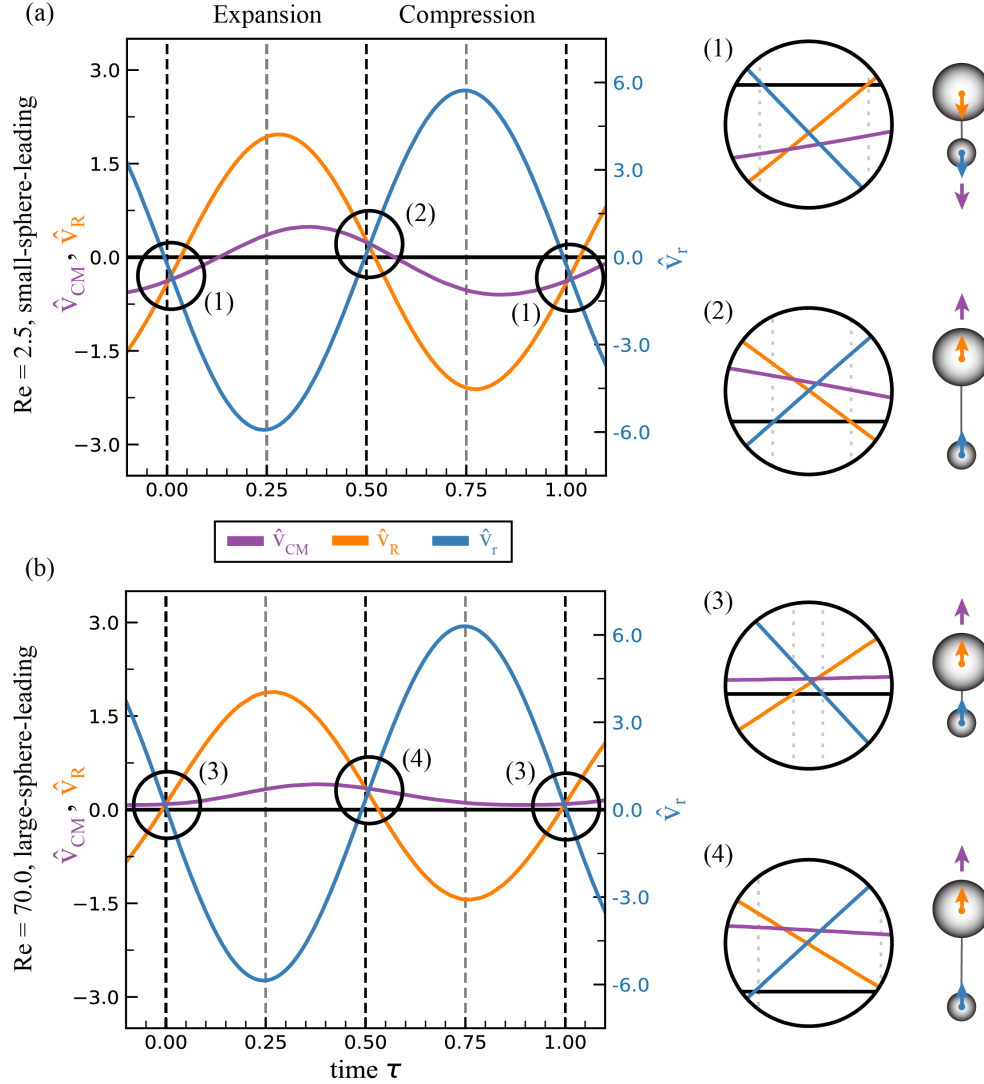 (a)
Expansion
Compression
Re = 2.5, small-sphere-leading
v̂CM, v̂R
3.0
1.5
0.0
−1.5
−3.0
6.0
3.0
0.0
-3.0
-6.0
v̂r
(1)
(2)
(1)
0.00 0.25 0.50 0.75 1.00
(1)
(2)
v̂CM v̂R v̂r
(b)
Re = 70.0, large-sphere-leading
v̂CM, v̂R
3.0
1.5
0.0
−1.5
−3.0
6.0
3.0
0.0
-3.0
-6.0
v̂r
(3)
(4)
(3)
0.00 0.25 0.50 0.75 1.00
time τ
(3)
(4)